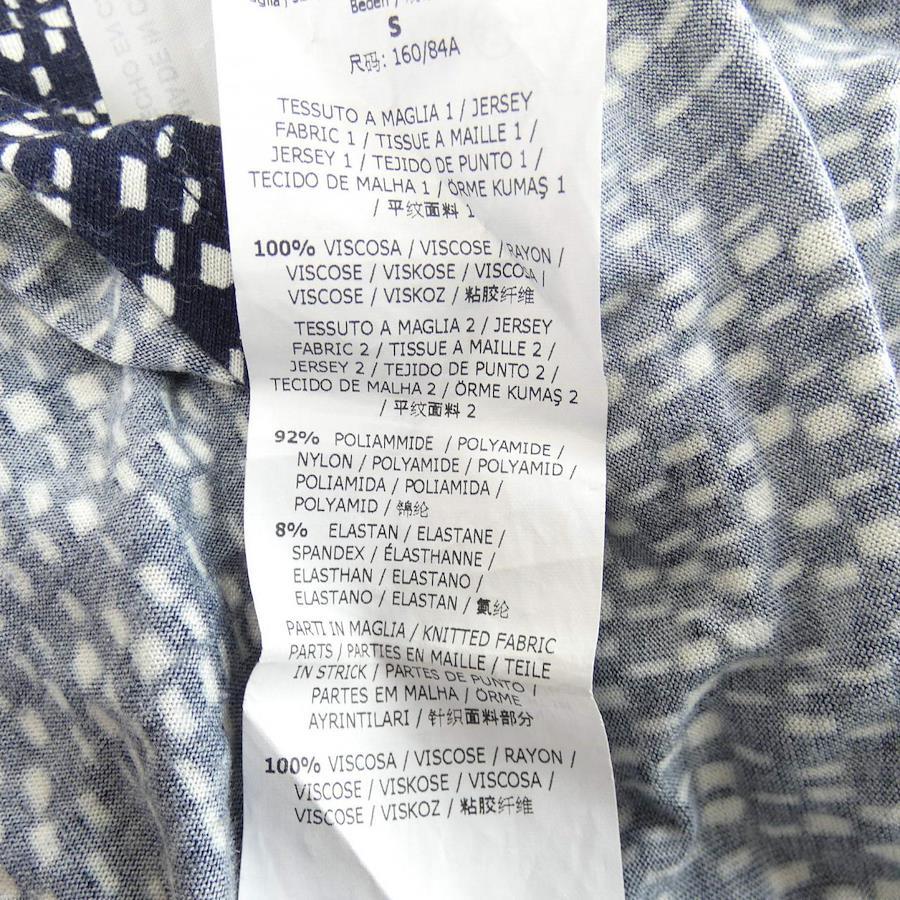 Beden /
S
尺码: 160/84A
TESSUTO A MAGLIA 1 / JERSEY
FABRIC 1 / TISSUE A MAILLE 1 /
JERSEY 1 / TEJIDO DE PUNTO 1 /
TECIDO DE MALHA 1 / ÖRME KUMAŞ 1
/ 平纹面料 1
100% VISCOSA / VISCOSE / RAYON /
VISCOSE / VISKOSE / VISCOSA /
VISCOSE / VISKOZ / 粘胶纤维
TESSUTO A MAGLIA 2 / JERSEY
FABRIC 2 / TISSUE A MAILLE 2 /
JERSEY 2 / TEJIDO DE PUNTO 2 /
TECIDO DE MALHA 2 / ÖRME KUMAŞ 2
/ 平纹面料 2
92% POLIAMMIDE / POLYAMIDE /
NYLON / POLYAMIDE / POLYAMID /
POLIAMIDA / POLIAMIDA /
POLYAMID / 锦纶
8% ELASTAN / ELASTANE /
SPANDEX / ÉLASTHANNE /
ELASTHAN / ELASTANO /
ELASTANO / ELASTAN / 氨纶
PARTI IN MAGLIA / KNITTED FABRIC
PARTS / PARTIES EN MAILLE / TEILE
IN STRICK / PARTES DE PUNTO /
PARTES EM MALHA / ÖRME
AYRINTILARI / 针织面料部分
100% VISCOSA / VISCOSE / RAYON /
VISCOSE / VISKOSE / VISCOSA /
VISCOSE / VISKOZ / 粘胶纤维